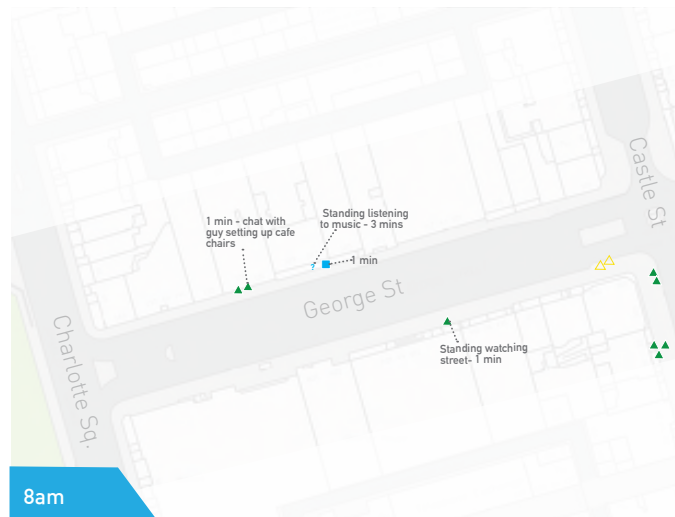 Castle St
1 min - chat with
guy setting up cafe
chairs
Standing listening
to music - 3 mins
1 min
George St
Charlotte Sq.
Standing watching
street- 1 min
8am